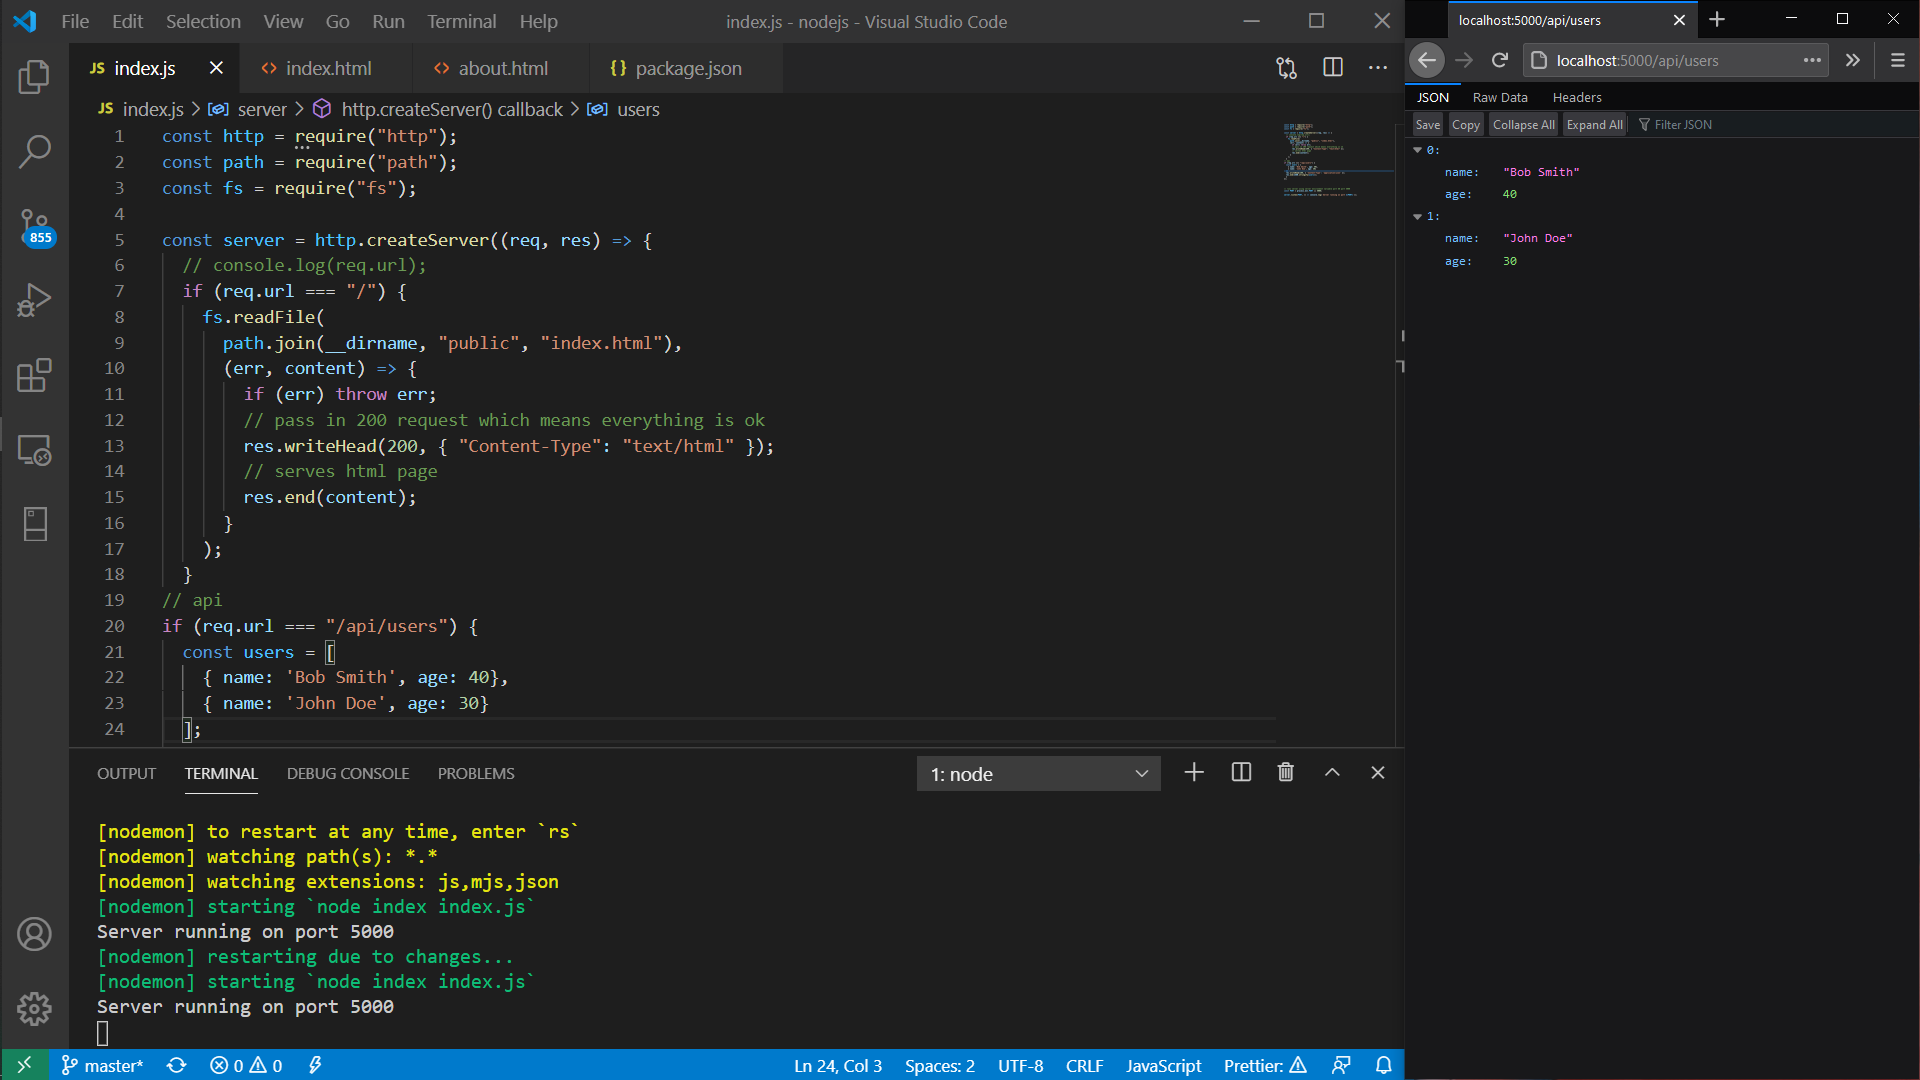 File Edit Selection View Go Run Terminal Help
index.js - nodejs - Visual Studio Code
JS index.js
<> index.html
<> about.html
{} package.json
JS index.js > server > http.createServer() callback > users
855
1 const http = require("http");
2 const path = require("path");
3 const fs = require("fs");
4
5 const server = http.createServer((req, res) => {
6 // console.log(req.url);
7 if (req.url === "/") {
8 fs.readFile(
9 path.join(__dirname, "public", "index.html"),
10 (err, content) => {
11 if (err) throw err;
12 // pass in 200 request which means everything is ok
13 res.writeHead(200, { "Content-Type": "text/html" });
14 // serves html page
15 res.end(content);
16 }
17 );
18 }
19 // api
20 if (req.url === "/api/users") {
21 const users = [
22 { name: 'Bob Smith', age: 40},
23 { name: 'John Doe', age: 30}
24 ];
OUTPUT TERMINAL DEBUG CONSOLE PROBLEMS
1: node
[nodemon] to restart at any time, enter `rs`
[nodemon] watching path(s): *.*
[nodemon] watching extensions: js,mjs,json
[nodemon] starting `node index index.js`
Server running on port 5000
[nodemon] restarting due to changes...
[nodemon] starting `node index index.js`
Server running on port 5000
master* 0 0
Ln 24, Col 3 Spaces: 2 UTF-8 CRLF JavaScript Prettier:
localhost:5000/api/users
localhost:5000/api/users
JSON Raw Data Headers
Save Copy Collapse All Expand All Filter JSON
0:
name: "Bob Smith"
age: 40
1:
name: "John Doe"
age: 30